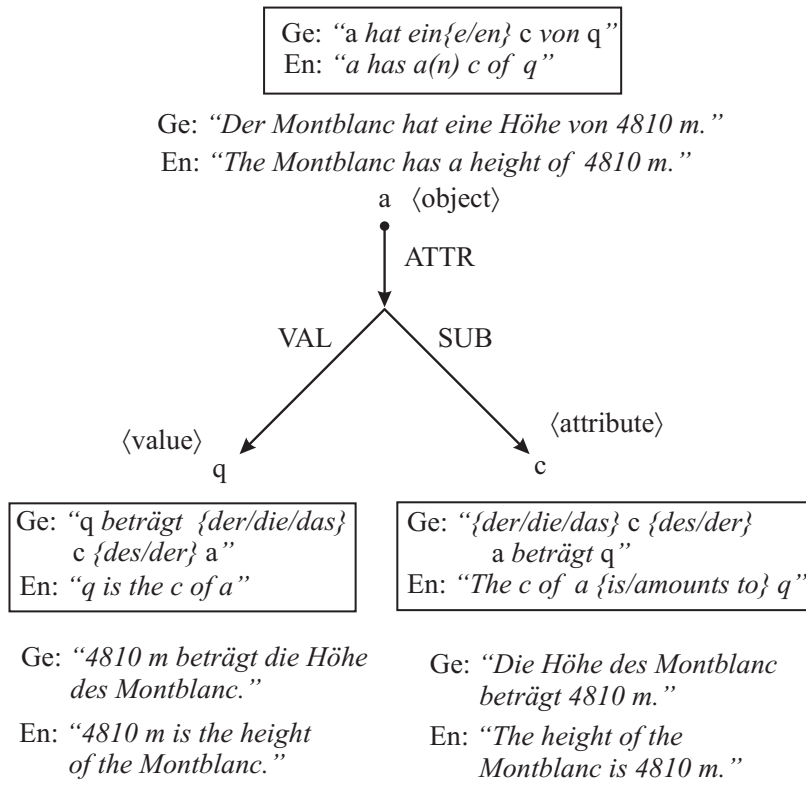 Ge: “a hat ein{e/en} c von q”
En: “a has a(n) c of q”
Ge: “Der Montblanc hat eine Höhe von 4810 m.”
En: “The Montblanc has a height of 4810 m.”
a ⟨object⟩
ATTR
VAL SUB
⟨value⟩ ⟨attribute⟩
q c
Ge: “q beträgt {der/die/das}
c {des/der} a”
En: “q is the c of a”
Ge: “{der/die/das} c {des/der}
a beträgt q”
En: “The c of a {is/amounts to} q”
Ge: “4810 m beträgt die Höhe
des Montblanc.”
En: “4810 m is the height
of the Montblanc.”
Ge: “Die Höhe des Montblanc
beträgt 4810 m.”
En: “The height of the
Montblanc is 4810 m.”